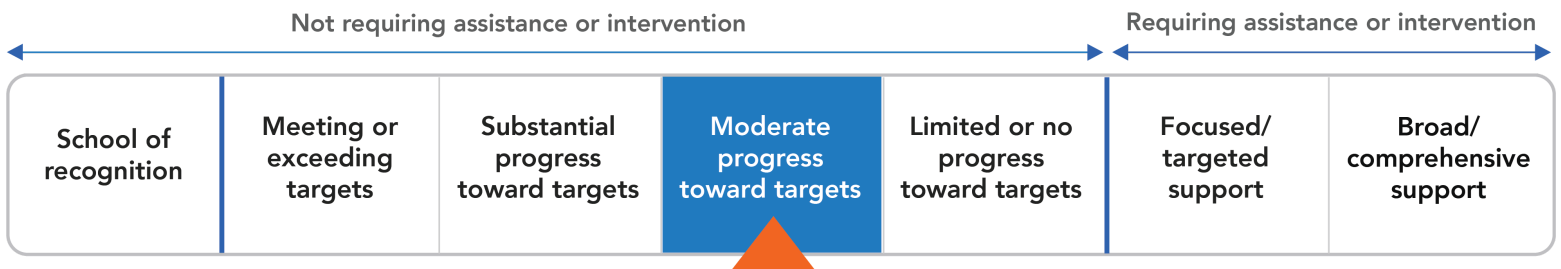 Not requiring assistance or intervention
Requiring assistance or intervention
School of
recognition
Meeting or
exceeding
targets
Substantial
progress
toward targets
Moderate
progress
toward targets
Limited or no
progress
toward targets
Focused/
targeted
support
Broad/
comprehensive
support